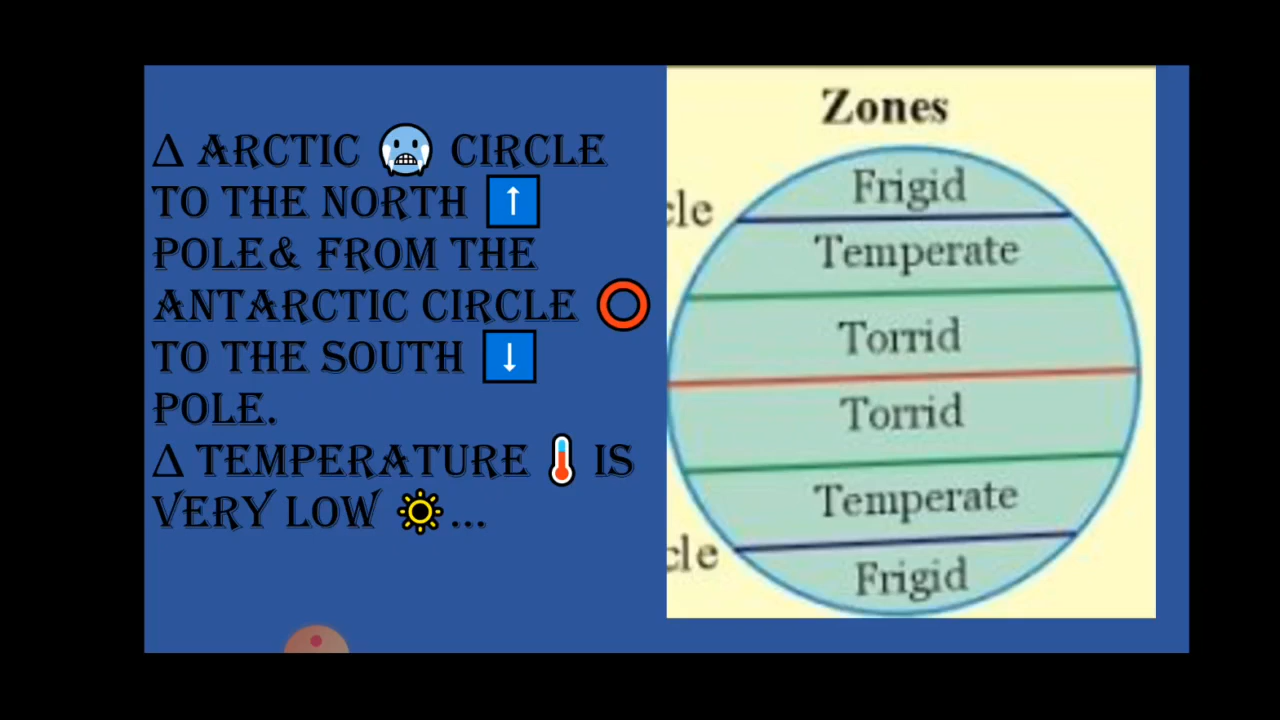 Δ ARCTIC 🥶 CIRCLE
TO THE NORTH ⬆️
POLE& FROM THE
ANTARCTIC CIRCLE ⭕
TO THE SOUTH ⬇️
POLE.
Δ TEMPERATURE 🌡️ IS
VERY LOW 🔅...
Zones
Frigid
cle
Temperate
Torrid
Torrid
Temperate
cle
Frigid